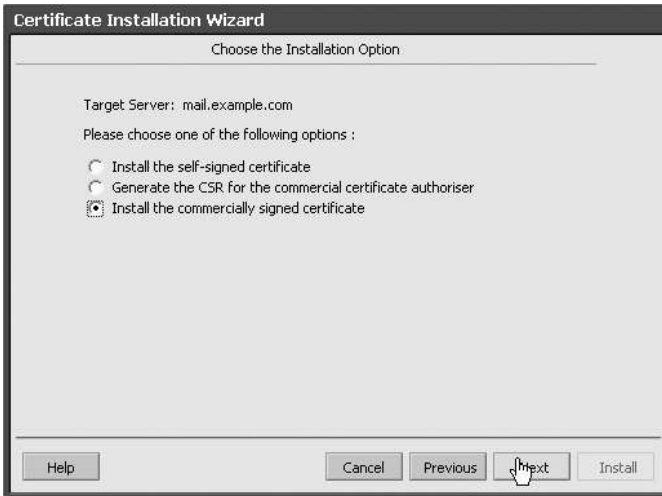 Certificate Installation Wizard
Choose the Installation Option
Target Server: mail.example.com
Please choose one of the following options :
Install the self-signed certificate
Generate the CSR for the commercial certificate authoriser
Install the commercially signed certificate
Help Cancel Previous Next Install